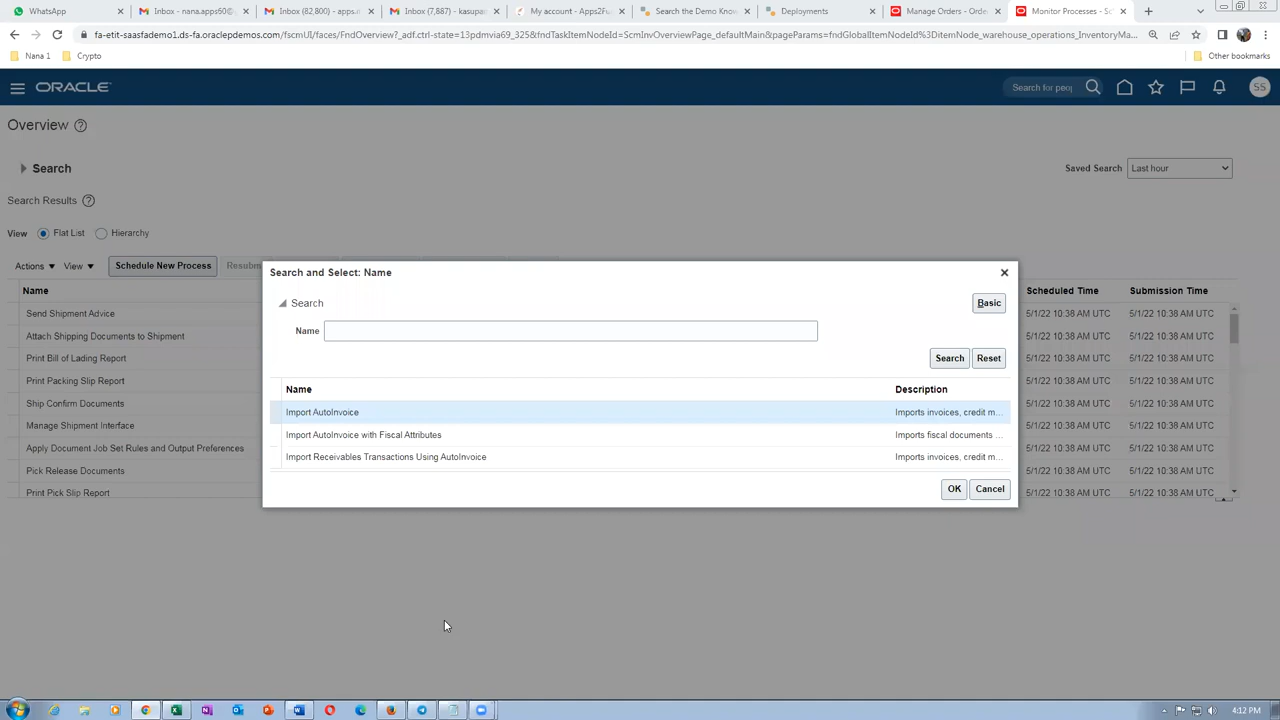 WhatsApp
Inbox - nana.apps60@g
Inbox (82,800) - apps.n
Inbox (7,887) - kasupais
My account - Apps2Fu
Search the Demo Know
Deployments
Manage Orders - Order
Monitor Processes - Sc
fa-etit-saasfademo1.ds-fa.oraclepdemos.com/fscmUI/faces/FndOverview?_adf.ctrl-state=13pdmvia69_325&fndTaskItemNodeId=ScmInvOverviewPage_defaultMain&pageParams=fndGlobalItemNodeId%3DitemNode_warehouse_operations_InventoryMa...
Nana 1
Crypto
Other bookmarks
ORACLE
Search for peop
SS
Overview
Search
Saved Search
Last hour
Search Results
View
Flat List
Hierarchy
Actions
View
Schedule New Process
Resubm
Name
Scheduled Time
Submission Time
Send Shipment Advice
5/1/22 10:38 AM UTC
5/1/22 10:38 AM UTC
Attach Shipping Documents to Shipment
5/1/22 10:38 AM UTC
5/1/22 10:38 AM UTC
Print Bill of Lading Report
5/1/22 10:38 AM UTC
5/1/22 10:38 AM UTC
Print Packing Slip Report
5/1/22 10:38 AM UTC
5/1/22 10:38 AM UTC
Ship Confirm Documents
5/1/22 10:38 AM UTC
5/1/22 10:38 AM UTC
Manage Shipment Interface
5/1/22 10:38 AM UTC
5/1/22 10:38 AM UTC
Apply Document Job Set Rules and Output Preferences
5/1/22 10:38 AM UTC
5/1/22 10:38 AM UTC
Pick Release Documents
5/1/22 10:38 AM UTC
5/1/22 10:38 AM UTC
Print Pick Slip Report
5/1/22 10:38 AM UTC
5/1/22 10:38 AM UTC
Search and Select: Name
Search
Basic
Name
Search
Reset
Name
Description
Import AutoInvoice
Imports invoices, credit m...
Import AutoInvoice with Fiscal Attributes
Imports fiscal documents ...
Import Receivables Transactions Using AutoInvoice
Imports invoices, credit m...
OK
Cancel
4:12 PM